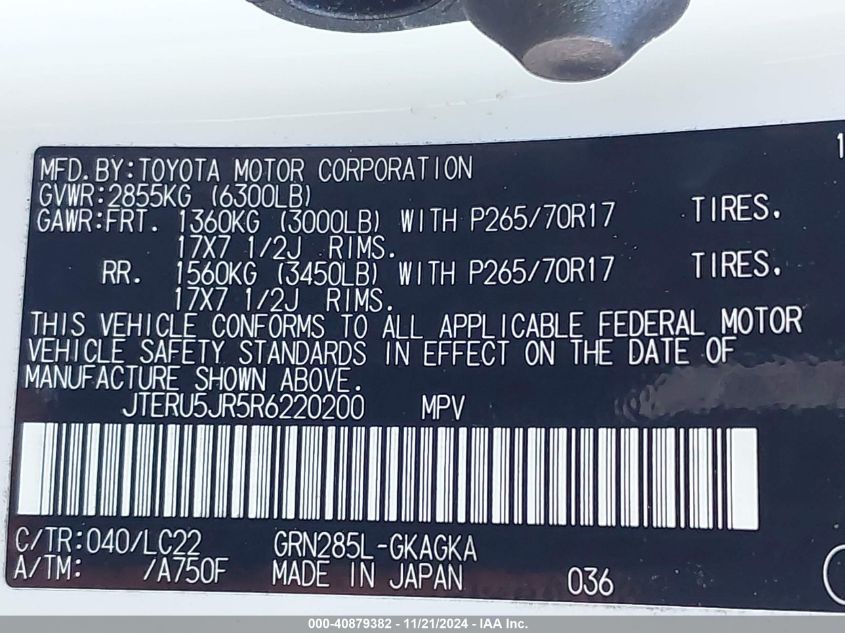 MFD.BY:TOYOTA MOTOR CORPORATION
GVWR:2855KG (6300LB)
GAWR:FRT. 1360KG (3000LB) WITH P265/70R17 TIRES.
17X7 1/2J RIMS.
RR. 1560KG (3450LB) WITH P265/70R17 TIRES.
17X7 1/2J RIMS.
THIS VEHICLE CONFORMS TO ALL APPLICABLE FEDERAL MOTOR
VEHICLE SAFETY STANDARDS IN EFFECT ON THE DATE OF
MANUFACTURE SHOWN ABOVE.
JTERU5JR5R6220200 MPV
C/TR:040/LC22 GRN285L-GKAGKA
A/TM: /A750F MADE IN JAPAN 036
000-40879382 - 11/21/2024 - IAA Inc.